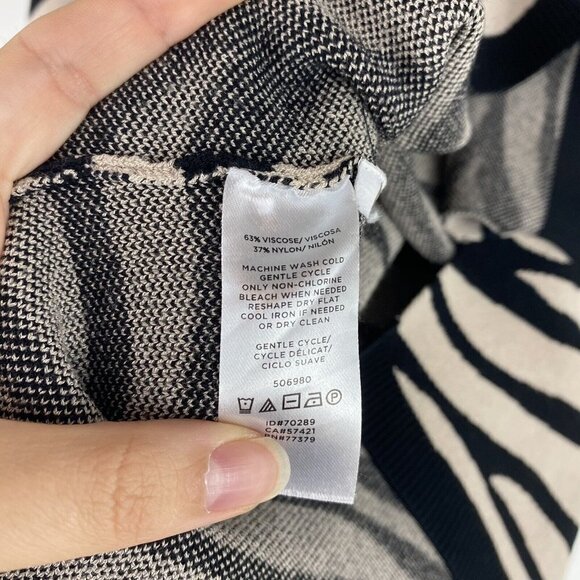 63% VISCOSE/ VISCOSA
37% NYLON/ NILÓN
MACHINE WASH COLD
GENTLE CYCLE
ONLY NON-CHLORINE
BLEACH WHEN NEEDED
RESHAPE DRY FLAT
COOL IRON IF NEEDED
OR DRY CLEAN
GENTLE CYCLE/
CYCLE DÉLICAT/
CICLO SUAVE
506980
ID#70289
CA#57421
RN#77379